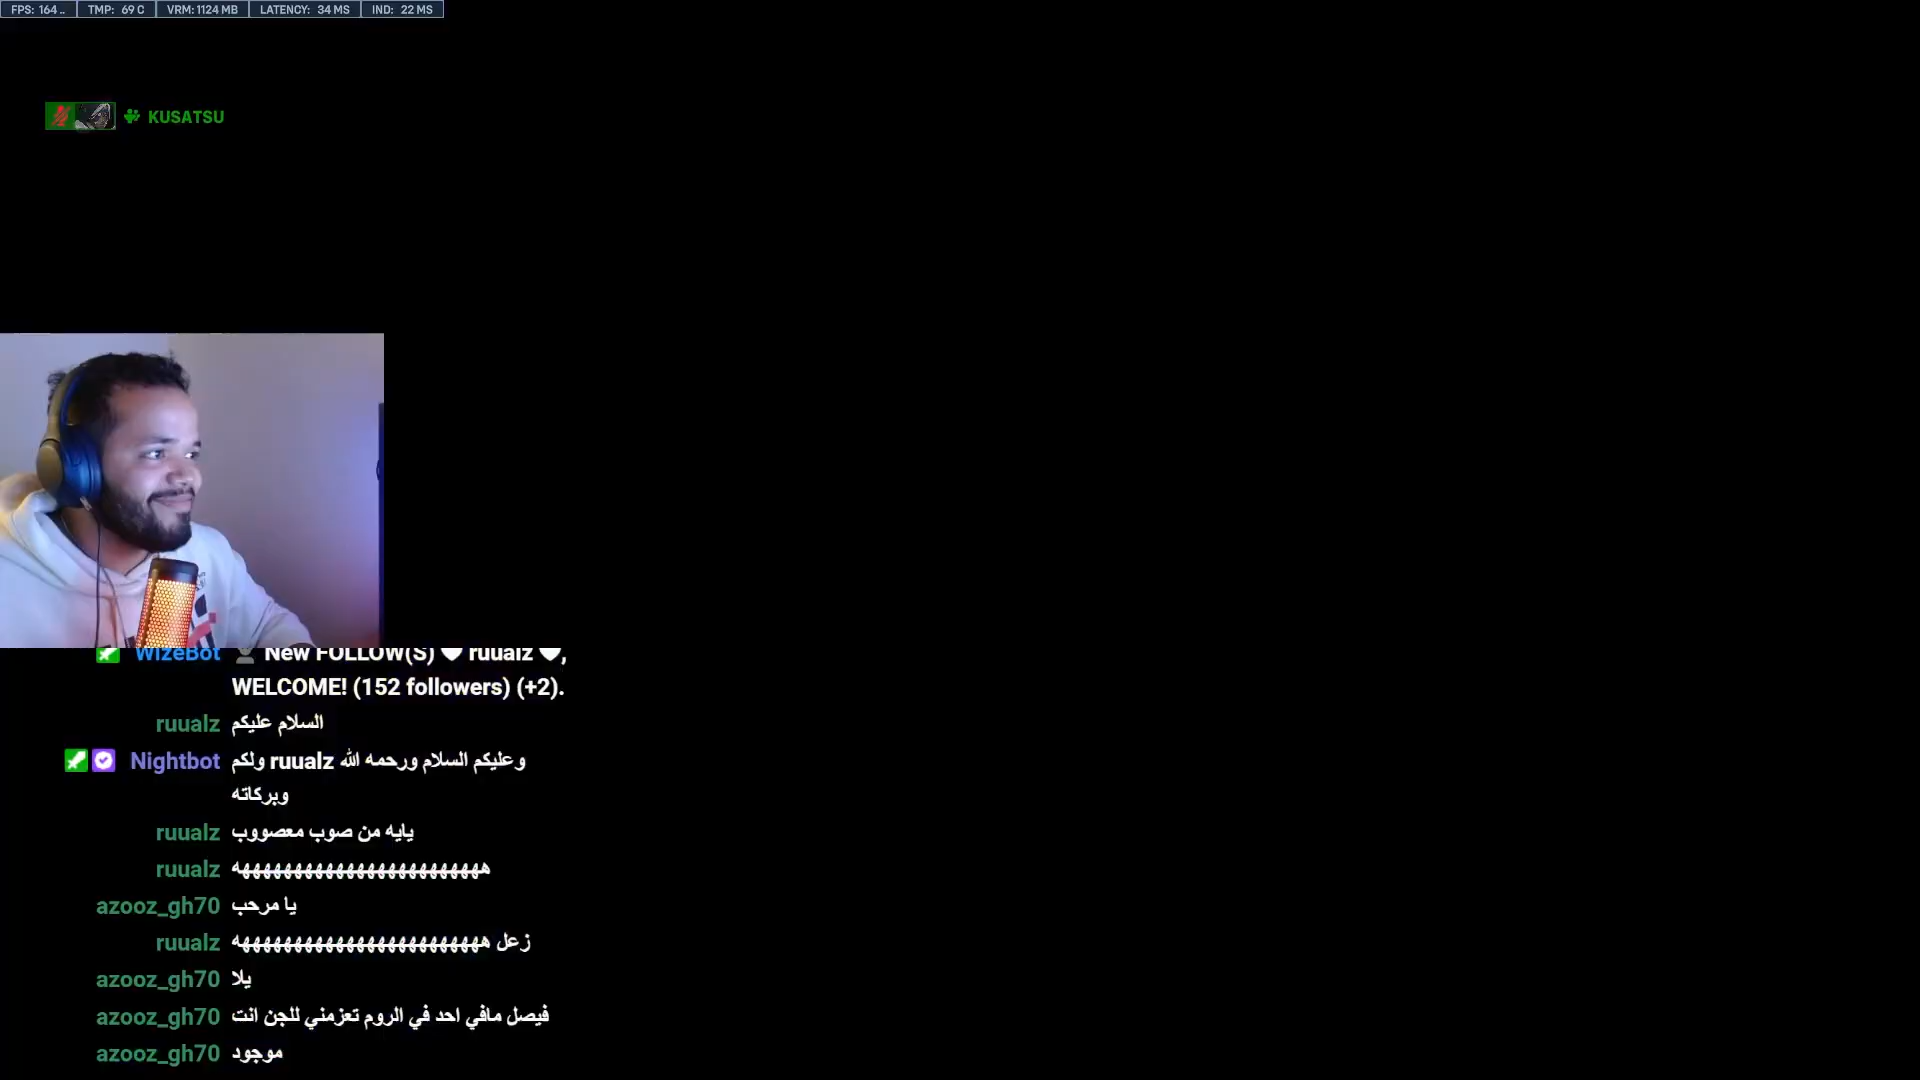 FPS: 164 .. TMP: 69 C VRM: 1124 MB LATENCY: 34 MS IND: 22 MS
KUSATSU
WizeBot New FOLLOW(S) ruualz ,
WELCOME! (152 followers) (+2).
ruualz السلام عليكم
Nightbot وعليكم السلام ورحمه الله ruualz ولكم
وبركاته
ruualz يايه من صوب معصووب
ruualz هههههههههههههههههههههههه
azooz_gh70 يا مرحب
ruualz زعل هههههههههههههههههههههههه
azooz_gh70 يلا
azooz_gh70 فيصل مافي احد في الروم تعزمني للجن انت
azooz_gh70 موجود